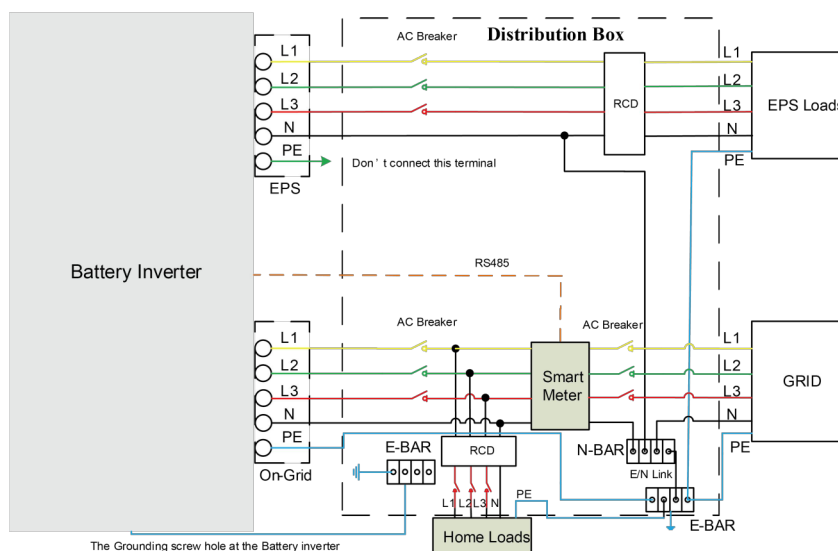 Distribution Box
L1
AC Breaker
L1
L2
L2
L3
RCD
L3
EPS Loads
N
N
PE
Don't connect this terminal
PE
EPS
Battery Inverter
RS485
L1
AC Breaker
AC Breaker
L1
L2
L2
Smart
Meter
GRID
L3
L3
N
N
PE
E-BAR
RCD
N-BAR
PE
On-Grid
E/N Link
L1
L2
L3
N
PE
E-BAR
Home Loads
The Grounding screw hole at the Battery inverter